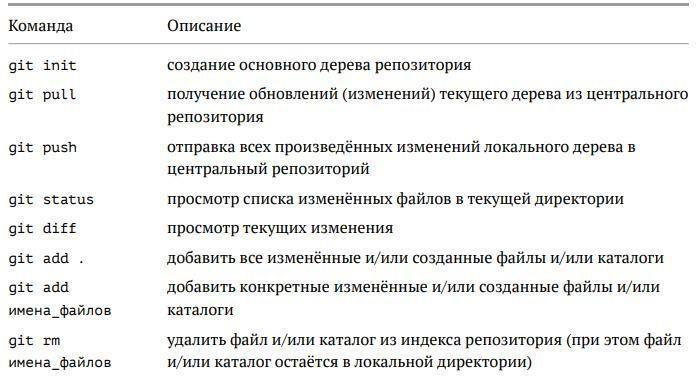 Команда Описание
git init создание основного дерева репозитория
git pull получение обновлений (изменений) текущего дерева из центрального
репозитория
git push отправка всех произведённых изменений локального дерева в
центральный репозиторий
git status просмотр списка изменённых файлов в текущей директории
git diff просмотр текущих изменения
git add . добавить все изменённые и/или созданные файлы и/или каталоги
git add добавить конкретные изменённые и/или созданные файлы и/или
имена_файлов каталоги
git rm удалить файл и/или каталог из индекса репозитория (при этом файл
имена_файлов и/или каталог остаётся в локальной директории)